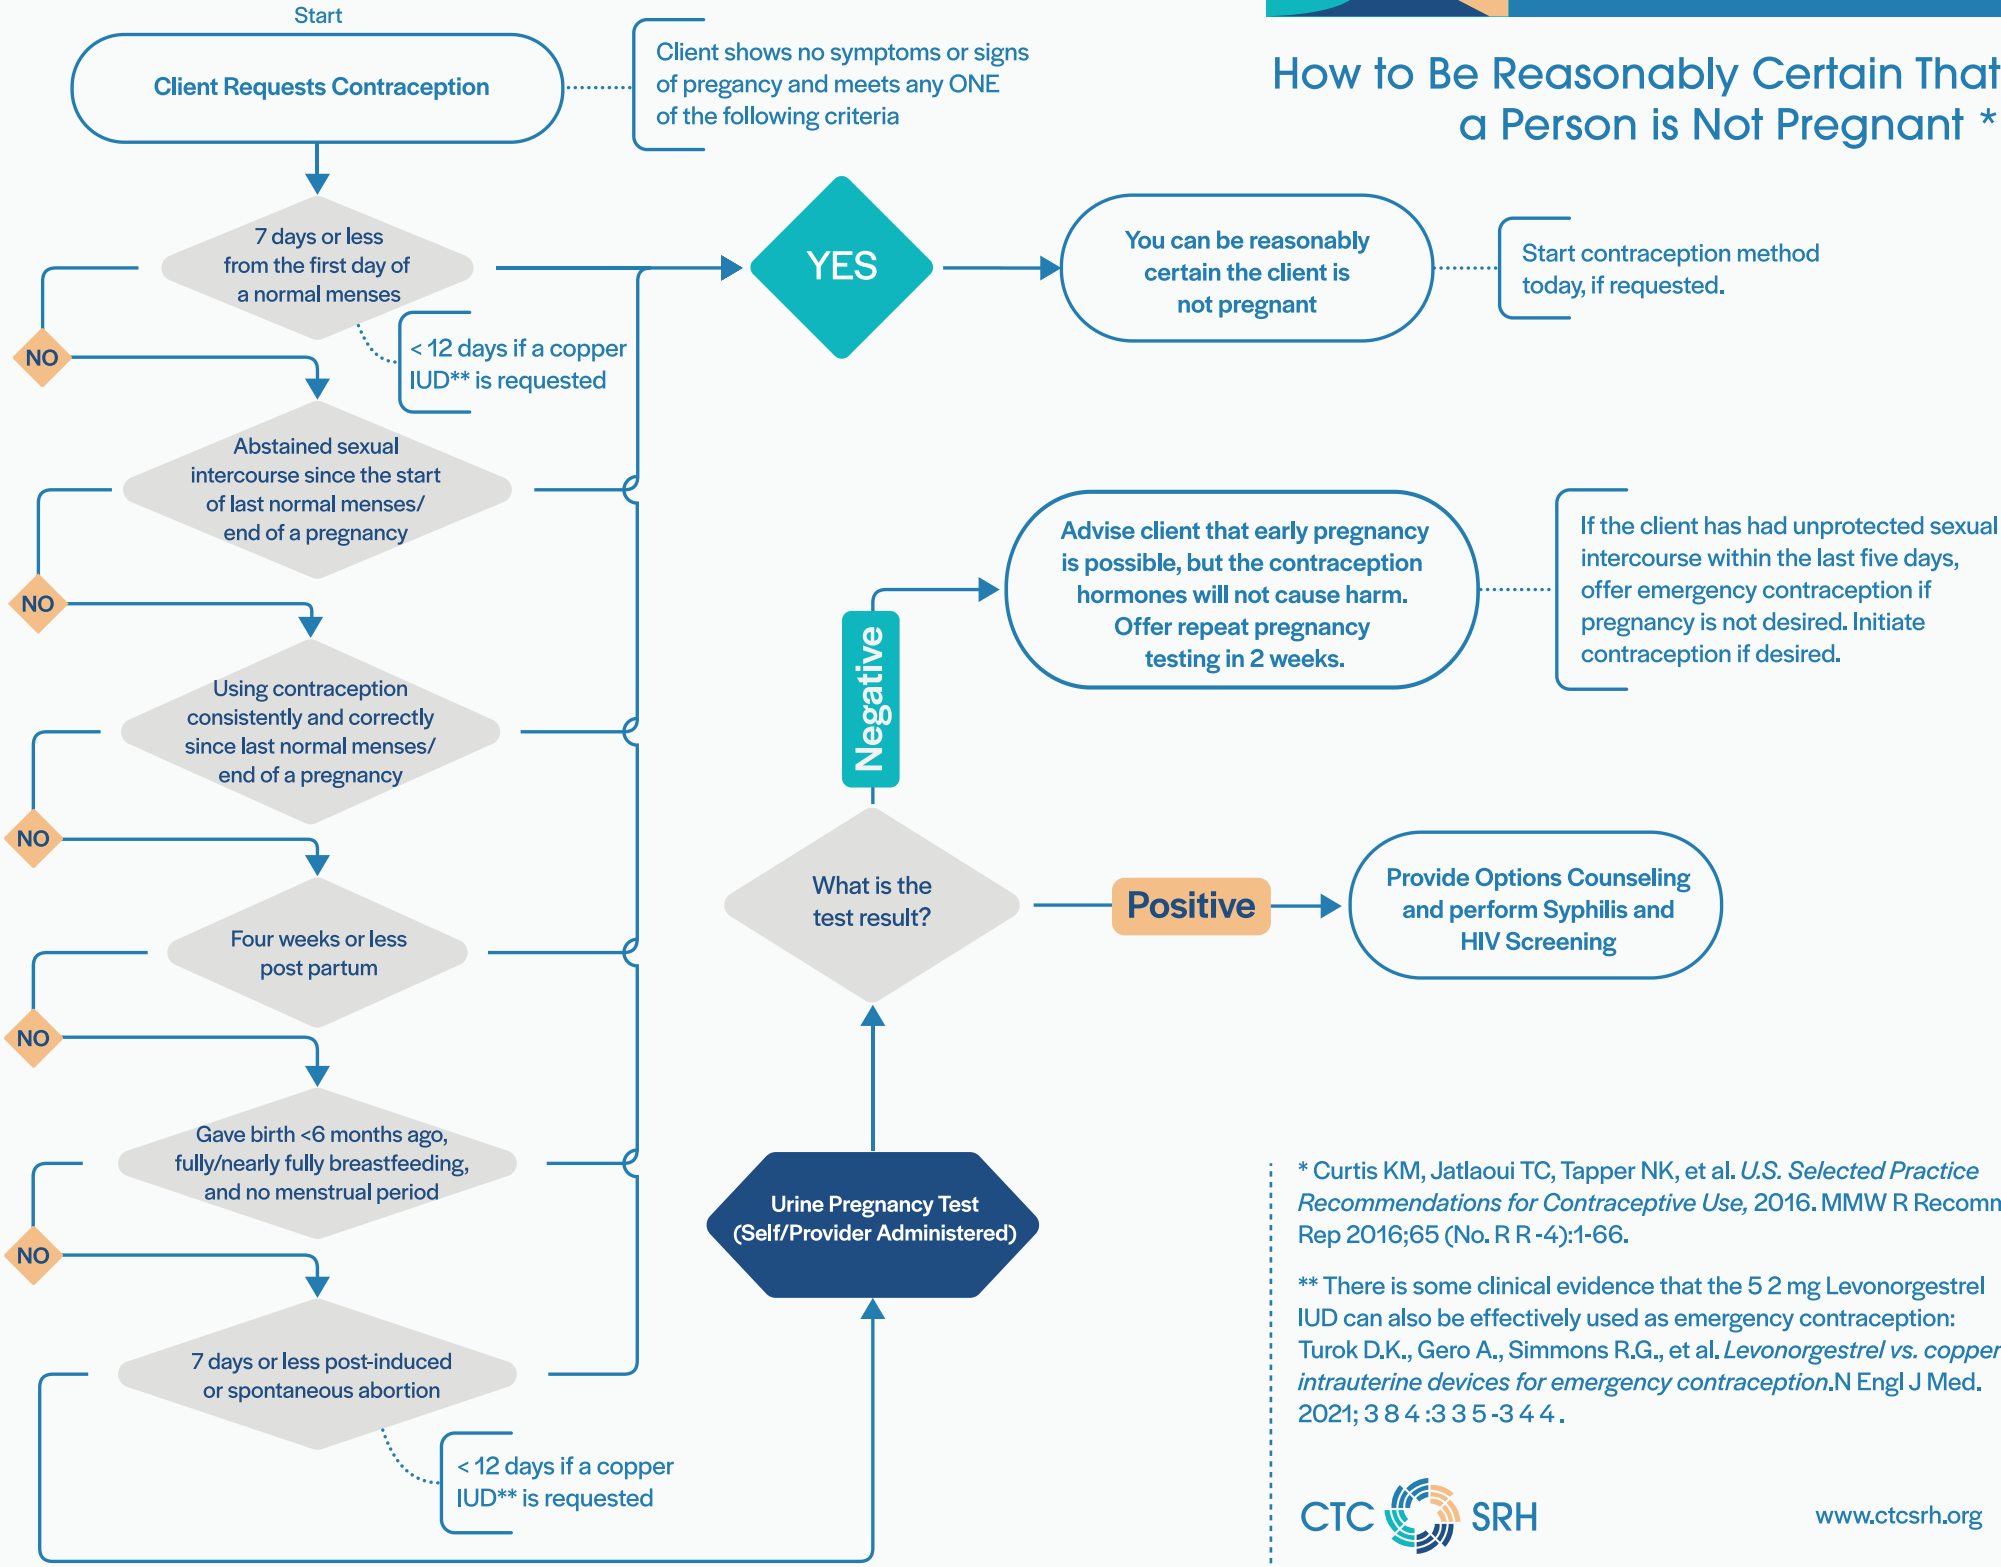 Start
Client Requests Contraception
Client shows no symptoms or signs
of pregancy and meets any ONE
of the following criteria
How to Be Reasonably Certain That
a Person is Not Pregnant *
7 days or less
from the first day of
a normal menses
NO
< 12 days if a copper
IUD** is requested
YES
You can be reasonably
certain the client is
not pregnant
Start contraception method
today, if requested.
Abstained sexual
intercourse since the start
of last normal menses/
end of a pregnancy
NO
Using contraception
consistently and correctly
since last normal menses/
end of a pregnancy
NO
Four weeks or less
post partum
NO
Gave birth <6 months ago,
fully/nearly fully breastfeeding,
and no menstrual period
NO
7 days or less post-induced
or spontaneous abortion
< 12 days if a copper
IUD** is requested
Urine Pregnancy Test
(Self/Provider Administered)
What is the
test result?
Negative
Advise client that early pregnancy
is possible, but the contraception
hormones will not cause harm.
Offer repeat pregnancy
testing in 2 weeks.
If the client has had unprotected sexual
intercourse within the last five days,
offer emergency contraception if
pregnancy is not desired. Initiate
contraception if desired.
Positive
Provide Options Counseling
and perform Syphilis and
HIV Screening
* Curtis KM, Jatlaoui TC, Tapper NK, et al. U.S. Selected Practice
Recommendations for Contraceptive Use, 2016. MMW R Recomm
Rep 2016;65 (No. R R -4):1-66.
** There is some clinical evidence that the 5 2 mg Levonorgestrel
IUD can also be effectively used as emergency contraception:
Turok D.K., Gero A., Simmons R.G., et al. Levonorgestrel vs. copper
intrauterine devices for emergency contraception.N Engl J Med.
2021; 3 8 4 :3 3 5 -3 4 4 .
CTC SRH
www.ctcsrh.org